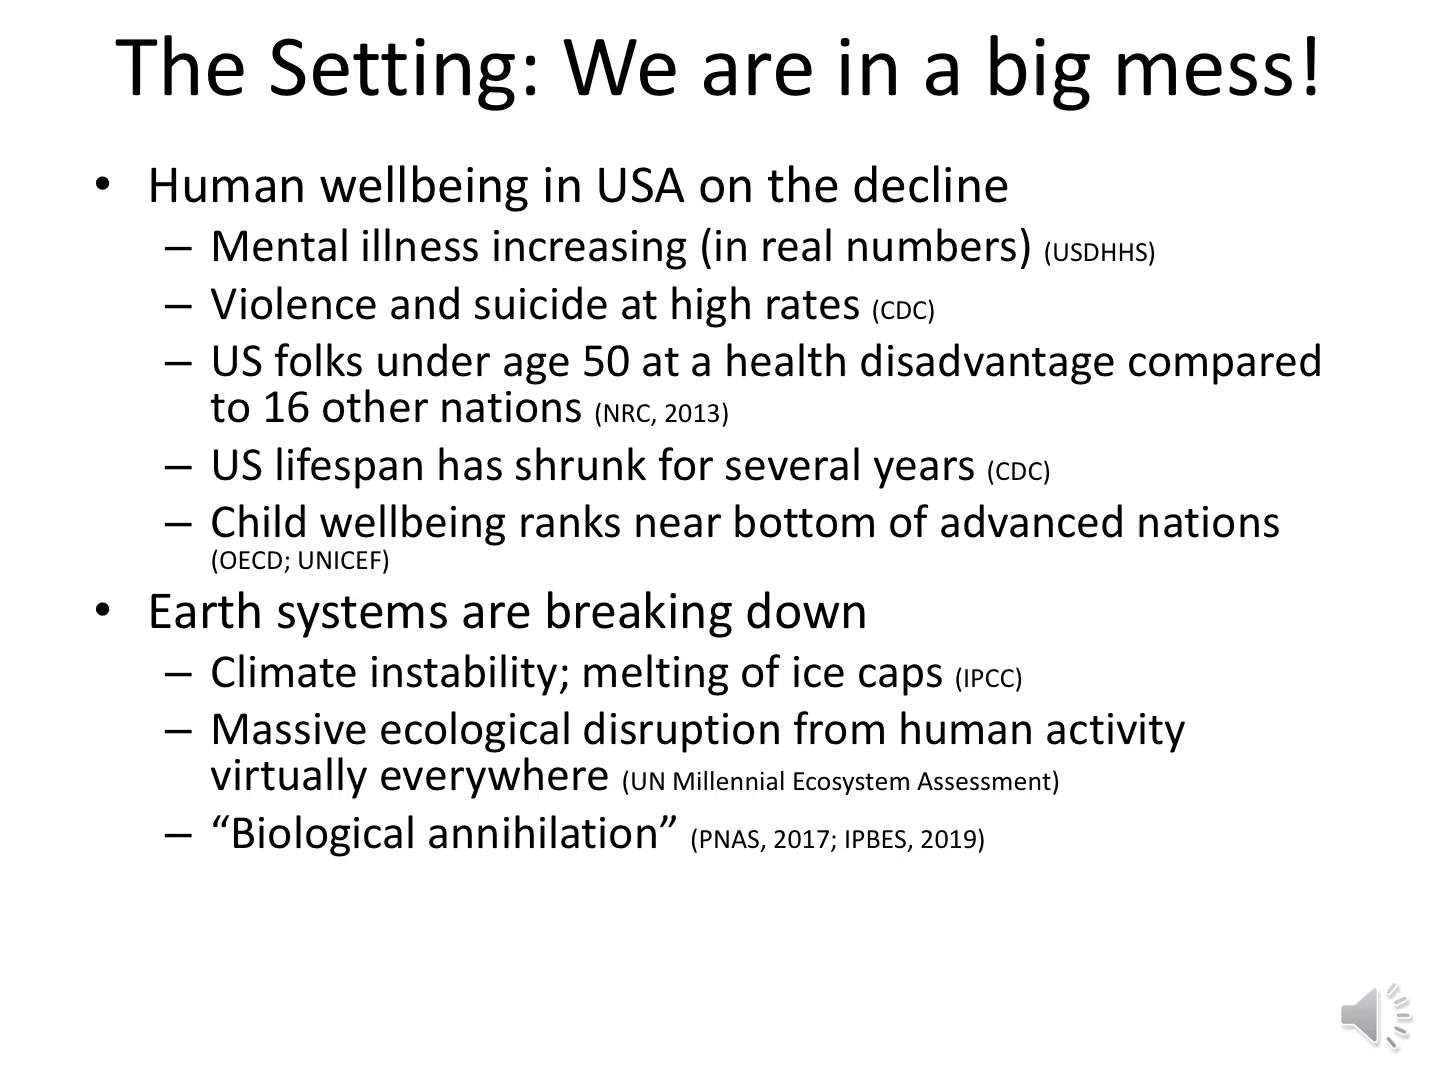 The Setting: We are in a big mess!
• Human wellbeing in USA on the decline
– Mental illness increasing (in real numbers) (USDHHS)
– Violence and suicide at high rates (CDC)
– US folks under age 50 at a health disadvantage compared
to 16 other nations (NRC, 2013)
– US lifespan has shrunk for several years (CDC)
– Child wellbeing ranks near bottom of advanced nations
(OECD; UNICEF)
• Earth systems are breaking down
– Climate instability; melting of ice caps (IPCC)
– Massive ecological disruption from human activity
virtually everywhere (UN Millennial Ecosystem Assessment)
– “Biological annihilation” (PNAS, 2017; IPBES, 2019)